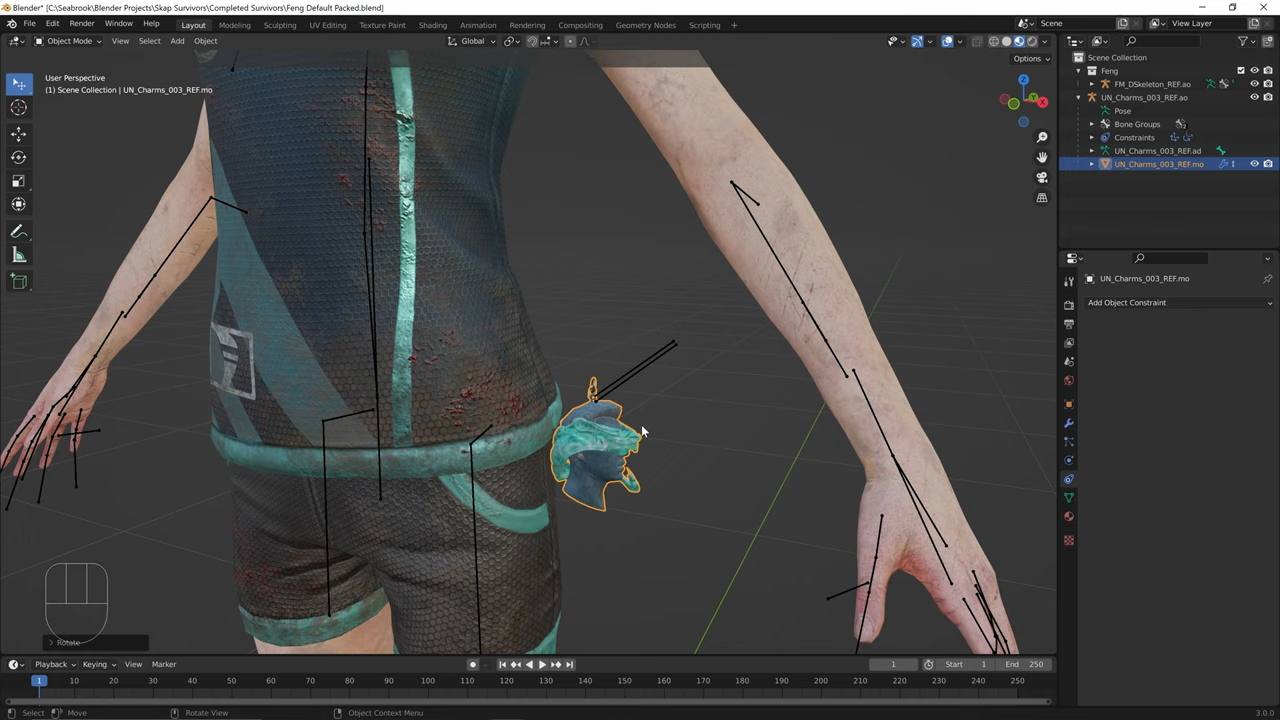 Blender* [C:\Seabrook\Blender Projects\Skap Survivors\Completed Survivors\Feng Default Packed.blend]
File Edit Render Window Help Layout Modeling Sculpting UV Editing Texture Paint Shading Animation Rendering Compositing Geometry Nodes Scripting + Scene View Layer
Object Mode View Select Add Object Global
Options
User Perspective
(1) Scene Collection | UN_Charms_003_REF.mo
Z
X
Y
Scene Collection
Feng
FM_DSkeleton_REF.ao
UN_Charms_003_REF.ao
Pose
Bone Groups
Constraints
UN_Charms_003_REF.ad
UN_Charms_003_REF.mo
UN_Charms_003_REF.mo
Add Object Constraint
Rotate
Playback Keying View Marker 1 Start 1 End 250
1 10 20 30 40 50 60 70 80 90 100 110 120 130 140 150 160 170 180 190 200 210 220 230 240 250
Select Move Rotate View Object Context Menu 3.0.0